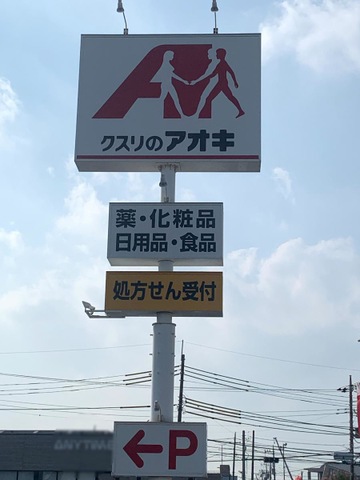 クスリのアオキ
薬・化粧品
日用品・食品
処方せん受付
←P
ANYTIME